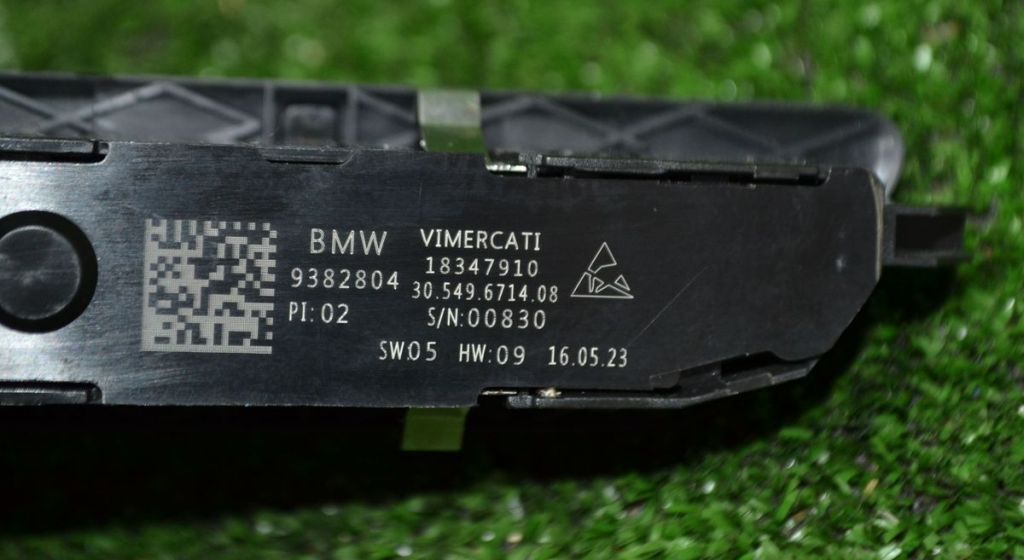 BMW VIMERCATI
18347910
9382804 30.549.6714.08
PI:02 S/N:00830
SW:05 HW:09 16.05.23